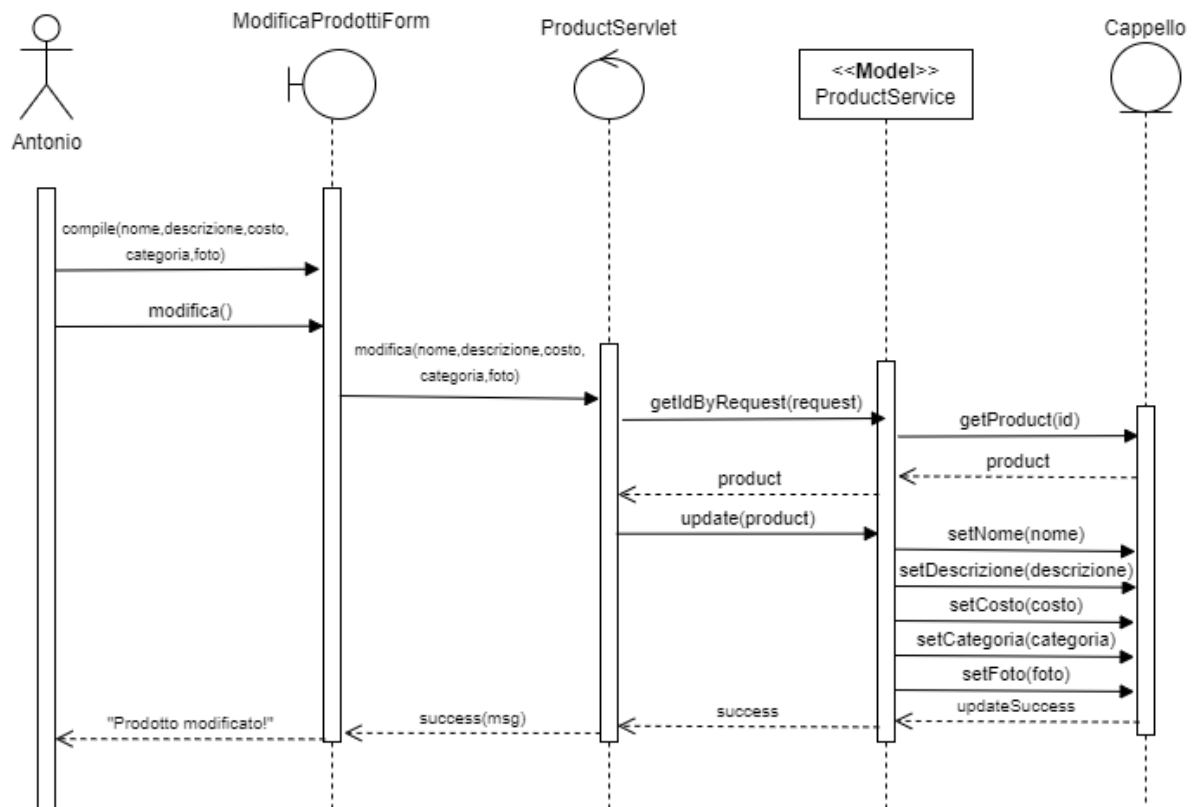 ModificaProdottiForm
ProductServlet
Cappello
<<Model>>
ProductService
Antonio
compile(nome,descrizione,costo,
categoria,foto)
modifica()
modifica(nome,descrizione,costo,
categoria,foto)
getIdByRequest(request)
getProduct(id)
product
product
update(product)
setNome(nome)
setDescrizione(descrizione)
setCosto(costo)
setCategoria(categoria)
setFoto(foto)
updateSuccess
success
success(msg)
"Prodotto modificato!"